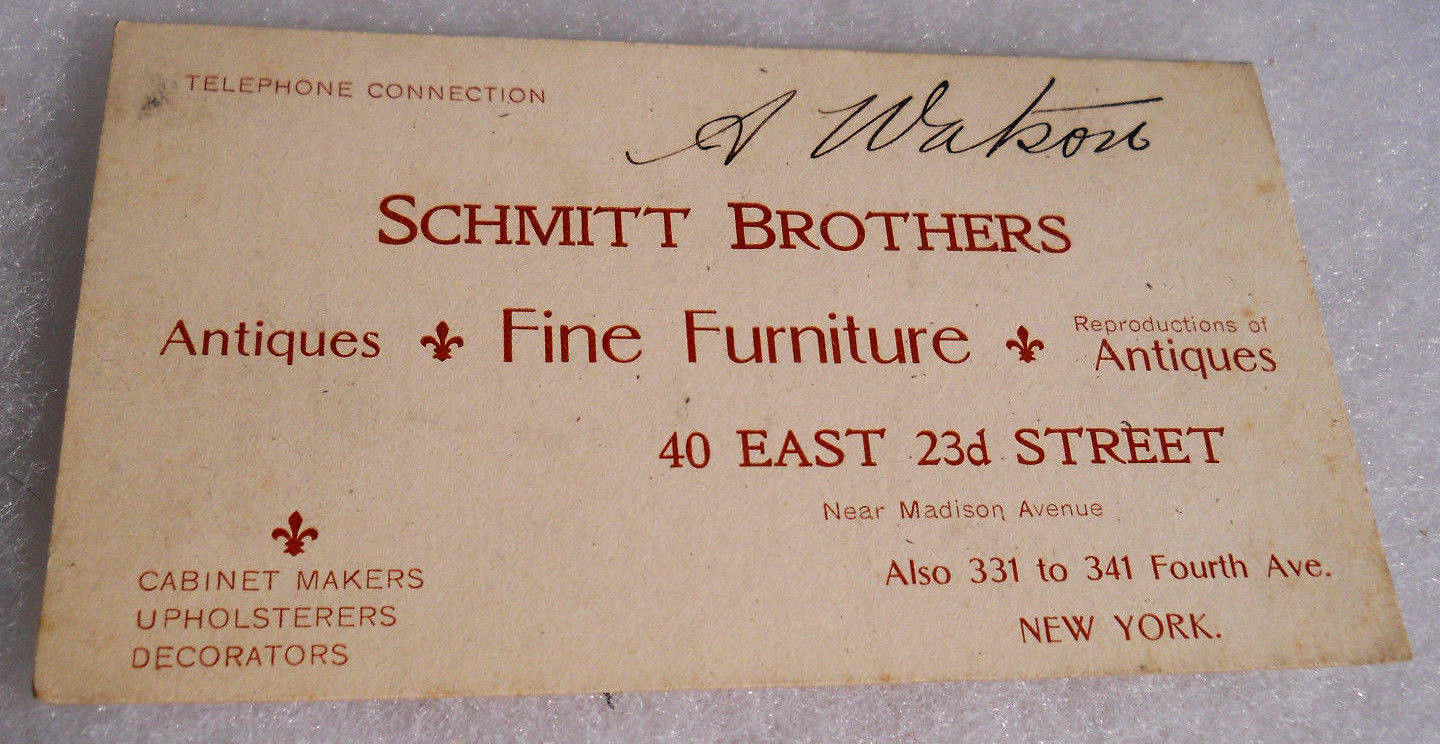 TELEPHONE CONNECTION
A Watson
SCHMITT BROTHERS
Antiques ⚜ Fine Furniture ⚜ Reproductions of Antiques
40 EAST 23d STREET
Near Madison Avenue
Also 331 to 341 Fourth Ave.
NEW YORK.
CABINET MAKERS
UPHOLSTERERS
DECORATORS